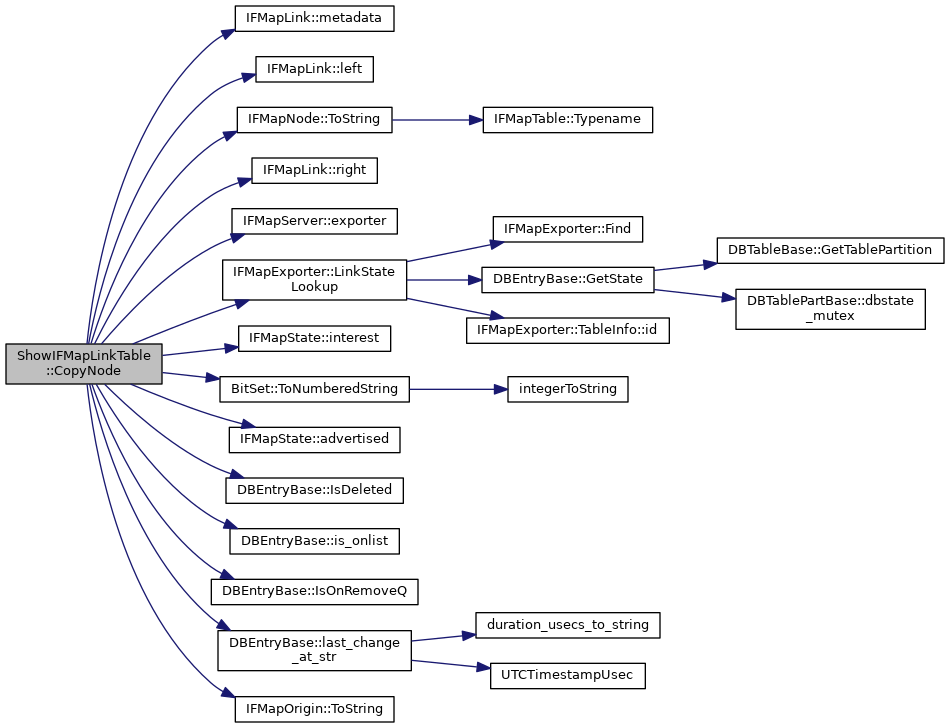 ShowIFMapLinkTable
::CopyNode
IFMapLink::metadata
IFMapLink::left
IFMapNode::ToString
IFMapTable::Typename
IFMapLink::right
IFMapServer::exporter
IFMapExporter::LinkState
Lookup
IFMapExporter::Find
DBEntryBase::GetState
DBTableBase::GetTablePartition
DBTablePartBase::dbstate
_mutex
IFMapExporter::TableInfo::id
IFMapState::interest
BitSet::ToNumberedString
integerToString
IFMapState::advertised
DBEntryBase::IsDeleted
DBEntryBase::is_onlist
DBEntryBase::IsOnRemoveQ
DBEntryBase::last_change
_at_str
duration_usecs_to_string
UTCTimestampUsec
IFMapOrigin::ToString